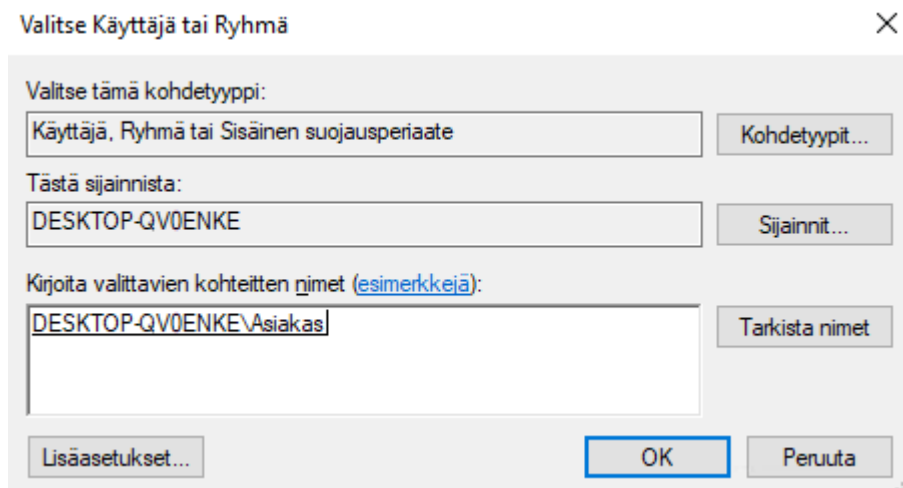 Valitse Käyttäjä tai Ryhmä
Valitse tämä kohdetyyppi:
Käyttäjä, Ryhmä tai Sisäinen suojausperiaate
Kohdetyypit...
Tästä sijainnista:
DESKTOP-QV0ENKE
Sijainnit...
Kirjoita valittavien kohteitten nimet (esimerkkejä):
DESKTOP-QV0ENKE\Asiakas
Tarkista nimet
Lisäasetukset...
OK
Peruuta